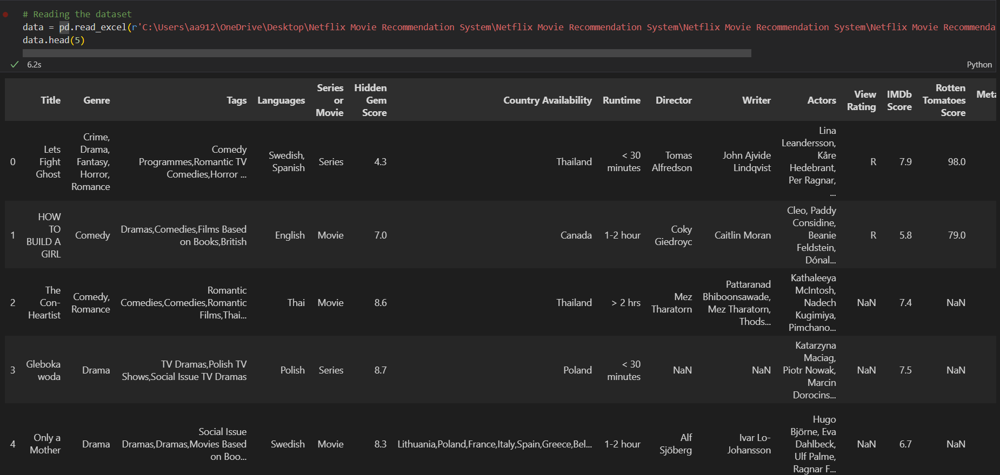 # Reading the dataset
data = pd.read_excel(r'C:\Users\aa912\OneDrive\Desktop\Netflix Movie Recommendation System\Netflix Movie Recommendation System\Netflix Movie Recommendation System\Netflix Movie Recommenda
data.head(5)
6.2s
Python
Title Genre Tags Languages Series or Movie Hidden Gem Score Country Availability Runtime Director Writer Actors View Rating IMDb Score Rotten Tomatoes Score Meta
0 Lets Fight Ghost Crime, Drama, Fantasy, Horror, Romance Comedy Programmes,Romantic TV Comedies,Horror ... Swedish, Spanish Series 4.3 Thailand < 30 minutes Tomas Alfredson John Ajvide Lindqvist Lina Leandersson, Kåre Hedebrant, Per Ragnar, ... R 7.9 98.0
1 HOW TO BUILD A GIRL Comedy Dramas,Comedies,Films Based on Books,British English Movie 7.0 Canada 1-2 hour Coky Giedroyc Caitlin Moran Cleo, Paddy Considine, Beanie Feldstein, Dónal... R 5.8 79.0
2 The Con-Heartist Comedy, Romance Romantic Comedies,Comedies,Romantic Films,Thai... Thai Movie 8.6 Thailand > 2 hrs Mez Tharatorn Pattaranad Bhiboonsawade, Mez Tharatorn, Thods... Kathaleeya McIntosh, Nadech Kugimiya, Pimchano... NaN 7.4 NaN
3 Gleboka woda Drama TV Dramas,Polish TV Shows,Social Issue TV Dramas Polish Series 8.7 Poland < 30 minutes NaN NaN Katarzyna Maciag, Piotr Nowak, Marcin Dorocins... NaN 7.5 NaN
4 Only a Mother Drama Social Issue Dramas,Dramas,Movies Based on Boo... Swedish Movie 8.3 Lithuania,Poland,France,Italy,Spain,Greece,Bel... 1-2 hour Alf Sjöberg Ivar Lo-Johansson Hugo Björne, Eva Dahlbeck, Ulf Palme, Ragnar F... NaN 6.7 NaN